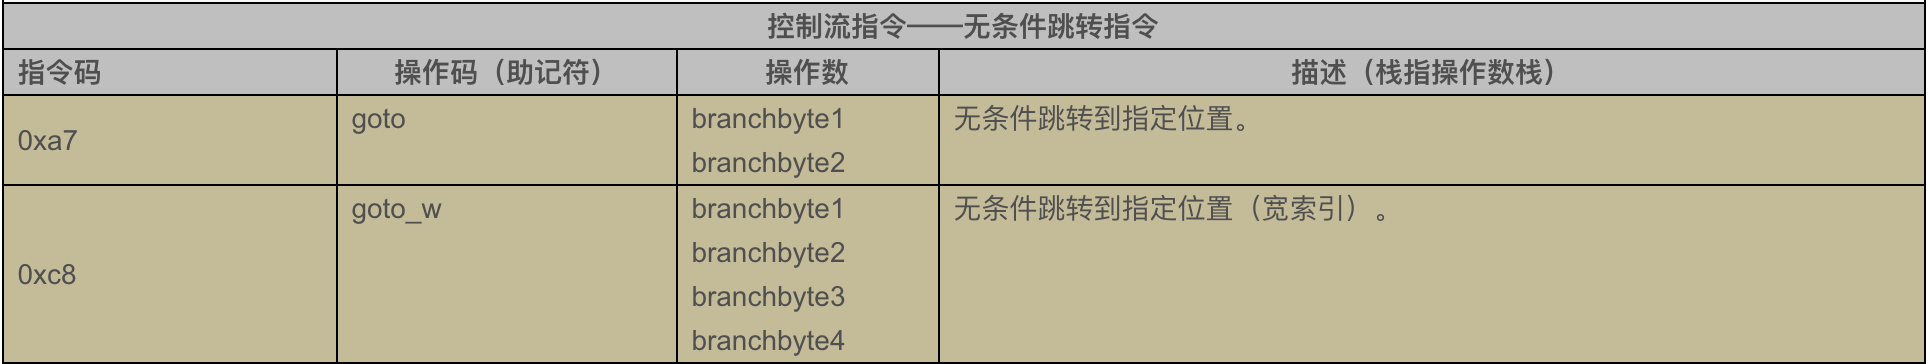 控制流指令——无条件跳转指令
指令码 操作码（助记符） 操作数 描述（栈指操作数栈）
0xa7 goto branchbyte1 无条件跳转到指定位置。
branchbyte2
0xc8 goto_w branchbyte1 无条件跳转到指定位置（宽索引）。
branchbyte2
branchbyte3
branchbyte4